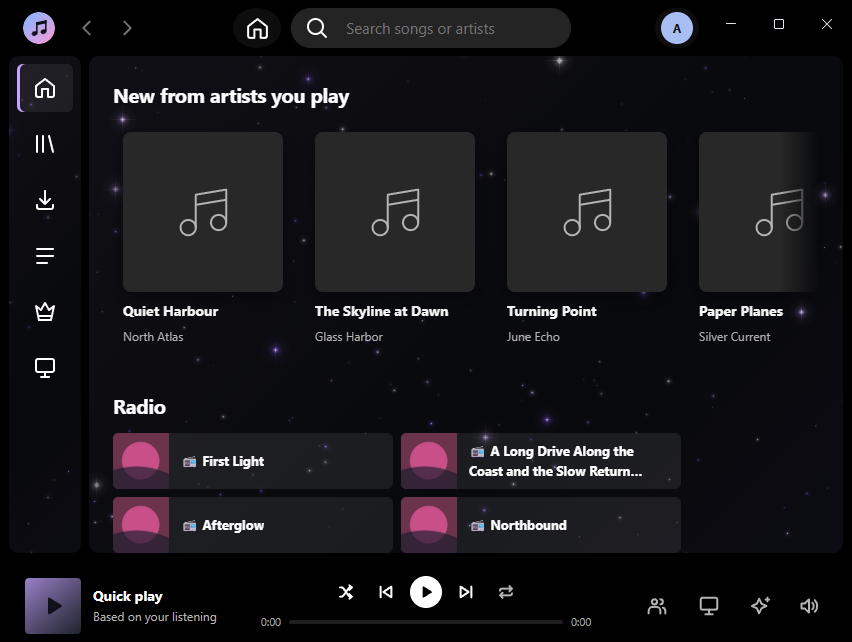 Search songs or artists
A
New from artists you play
Quiet Harbour
North Atlas
The Skyline at Dawn
Glass Harbor
Turning Point
June Echo
Paper Planes
Silver Current
Radio
First Light
A Long Drive Along the
Coast and the Slow Return...
Afterglow
Northbound
Quick play
Based on your listening
0:00
0:00